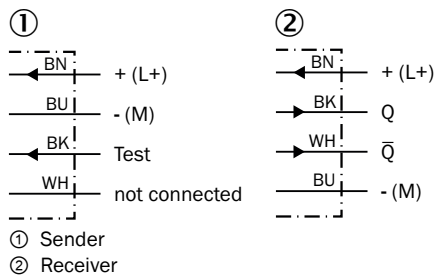 ①
BN + (L+)
BU - (M)
BK Test
WH not connected
②
BN + (L+)
BK Q
WH Q̅
BU - (M)
① Sender
② Receiver